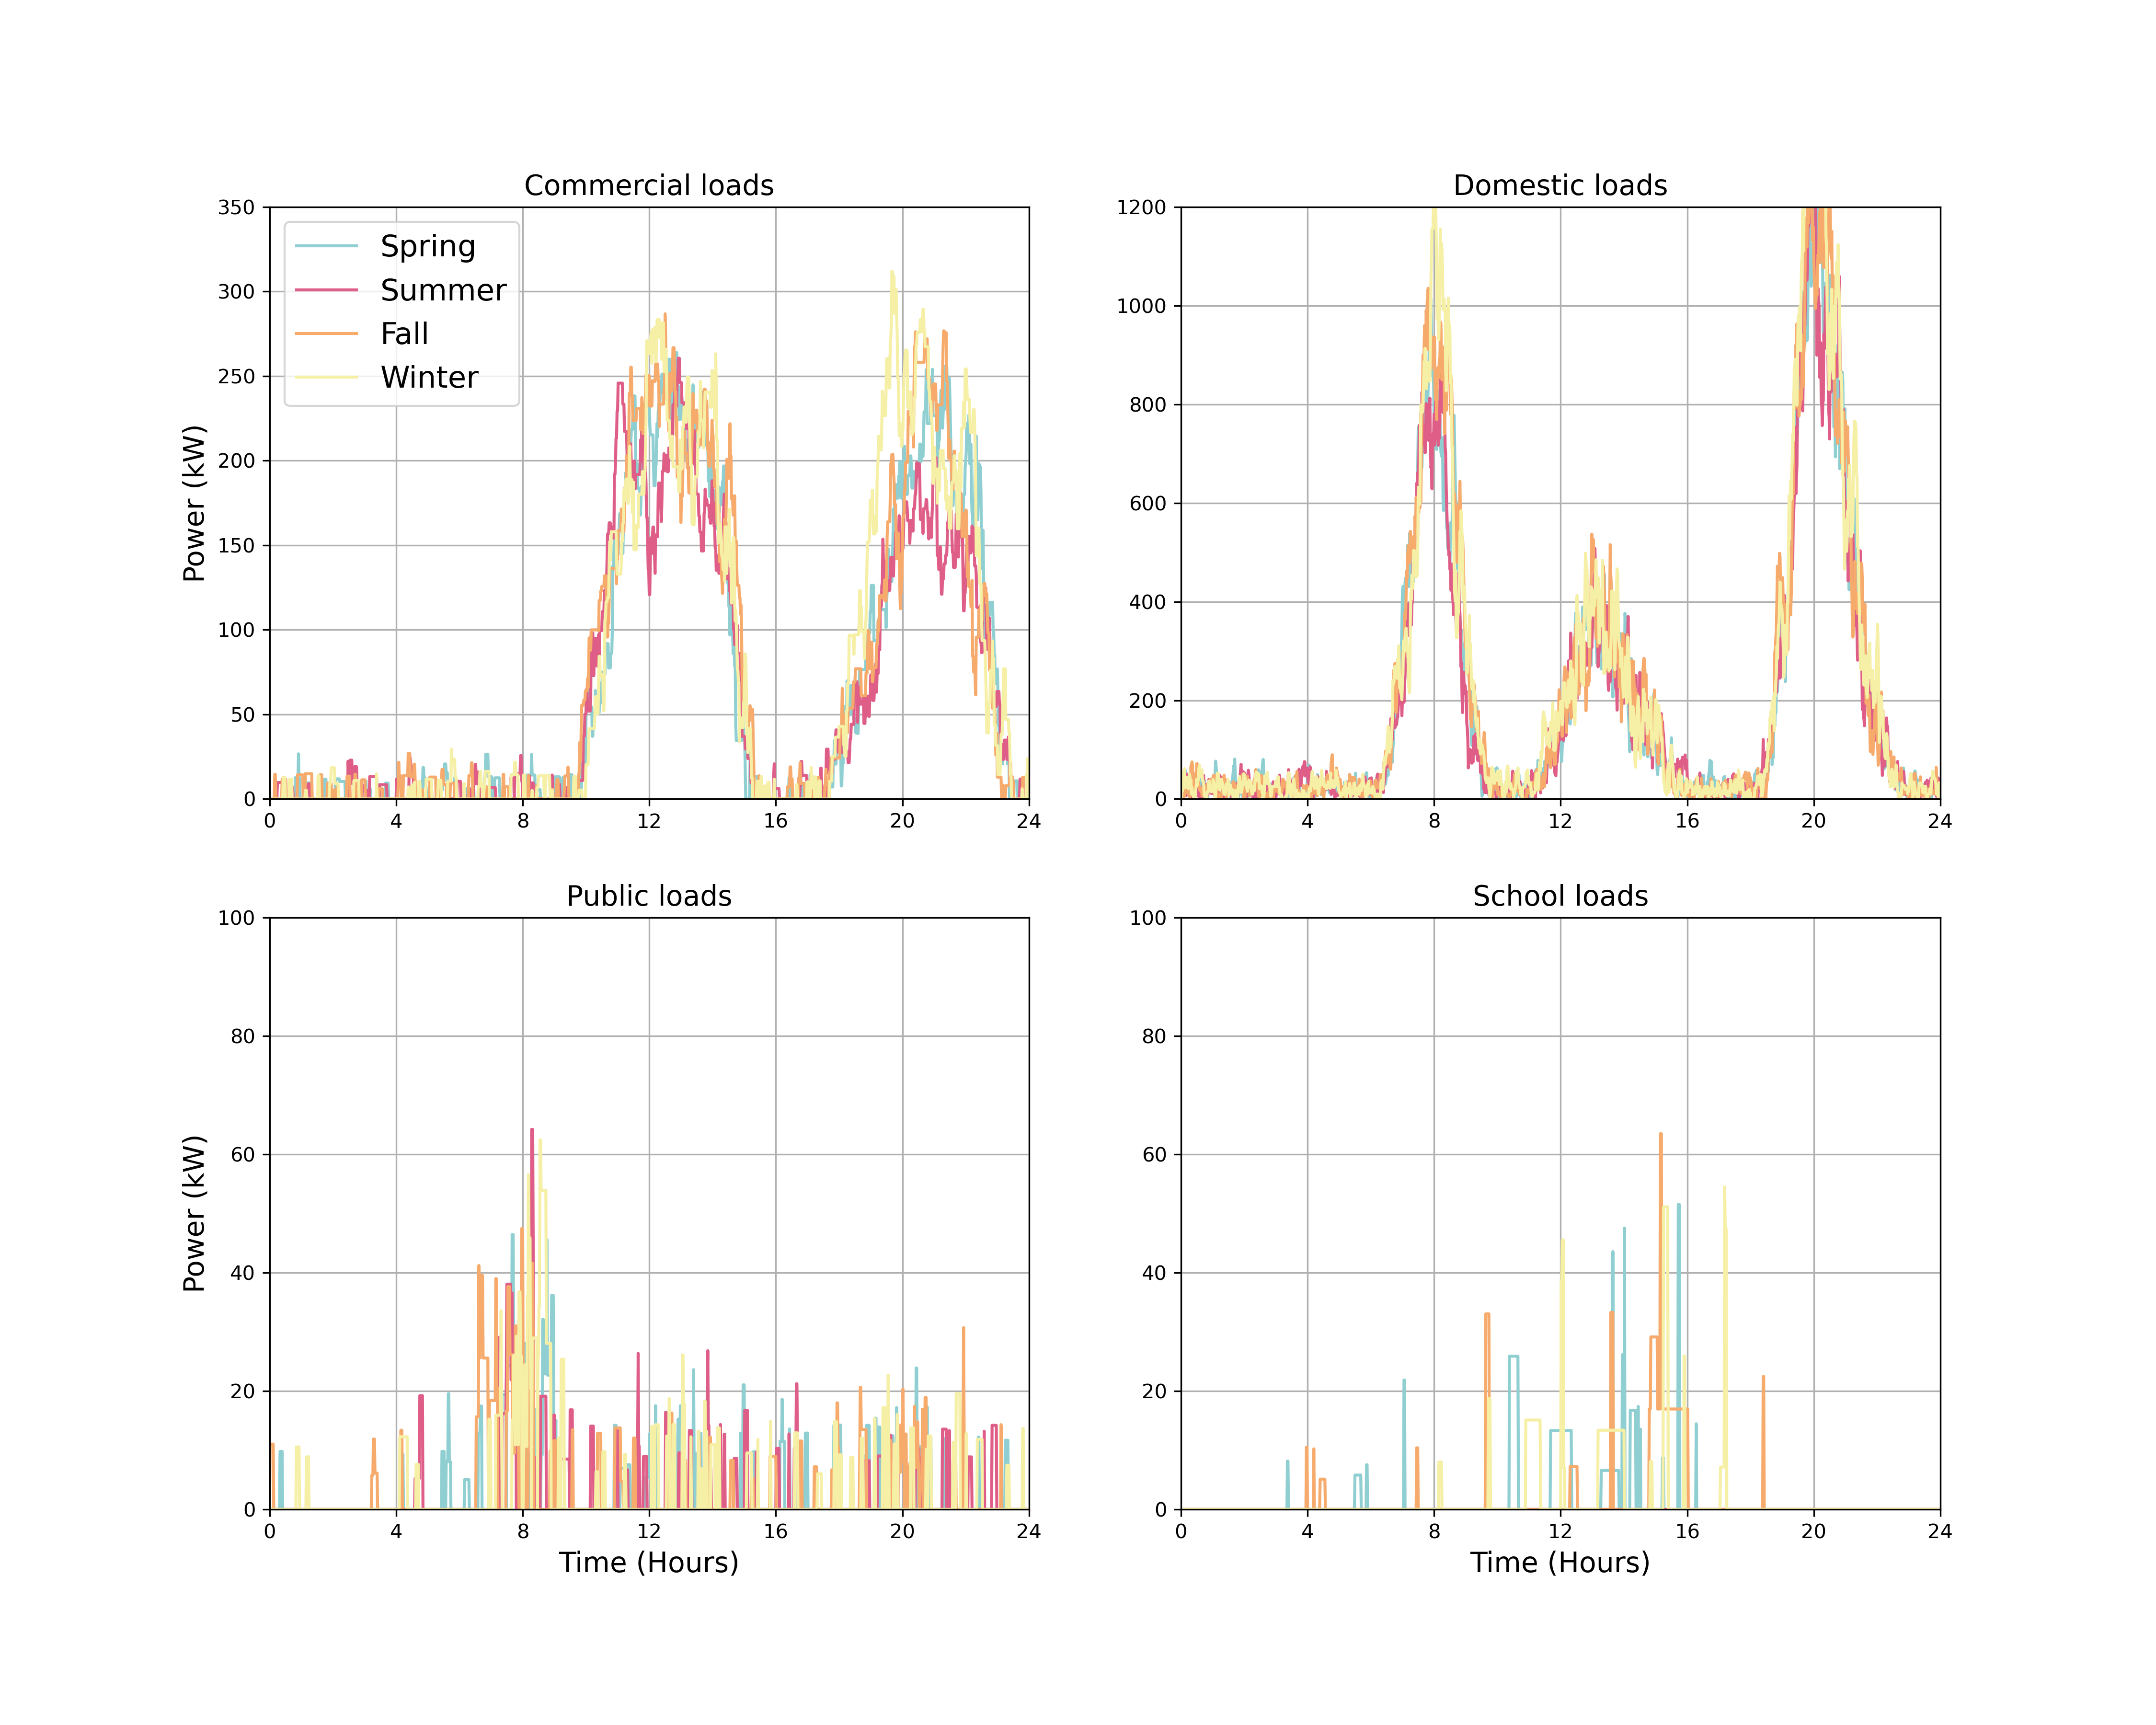 Commercial loads
350
300
250
200
150
100
50
0
Power (kW)
Spring
Summer
Fall
Winter
0 4 8 12 16 20 24
Domestic loads
1200
1000
800
600
400
200
0
0 4 8 12 16 20 24
Public loads
100
80
60
40
20
0
Power (kW)
0 4 8 12 16 20 24
Time (Hours)
School loads
100
80
60
40
20
0
0 4 8 12 16 20 24
Time (Hours)